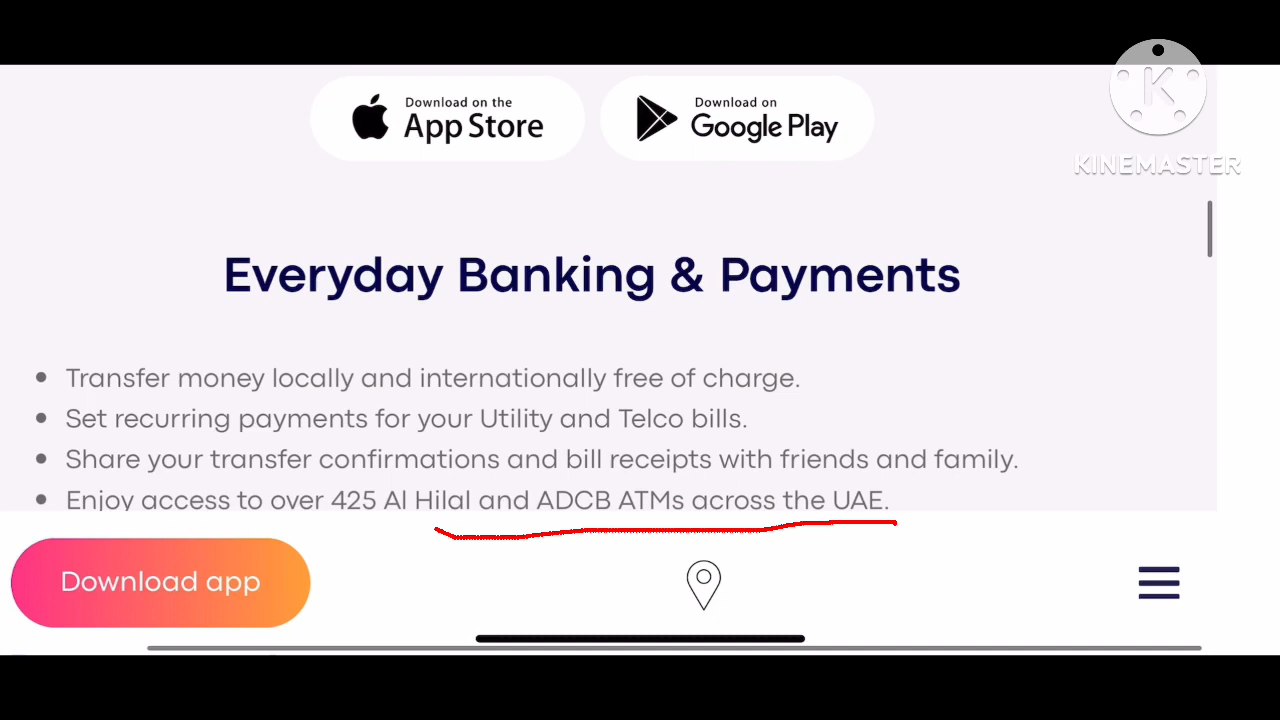 Download on the
App Store
Download on
Google Play
K
KINEMASTER
Everyday Banking & Payments
Transfer money locally and internationally free of charge.
Set recurring payments for your Utility and Telco bills.
Share your transfer confirmations and bill receipts with friends and family.
Enjoy access to over 425 Al Hilal and ADCB ATMs across the UAE.
Download app